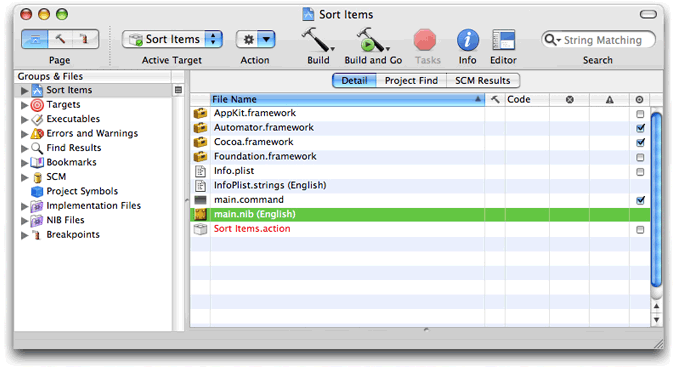 Sort Items
Sort Items
Page
Active Target
Action
Build
Build and Go
Tasks
Info
Editor
String Matching
Search
Groups & Files
Sort Items
Targets
Executables
Errors and Warnings
Find Results
Bookmarks
SCM
Project Symbols
Implementation Files
NIB Files
Breakpoints
Detail
Project Find
SCM Results
File Name
Code
AppKit.framework
Automator.framework
Cocoa.framework
Foundation.framework
Info.plist
InfoPlist.strings (English)
main.command
main.nib (English)
Sort Items.action